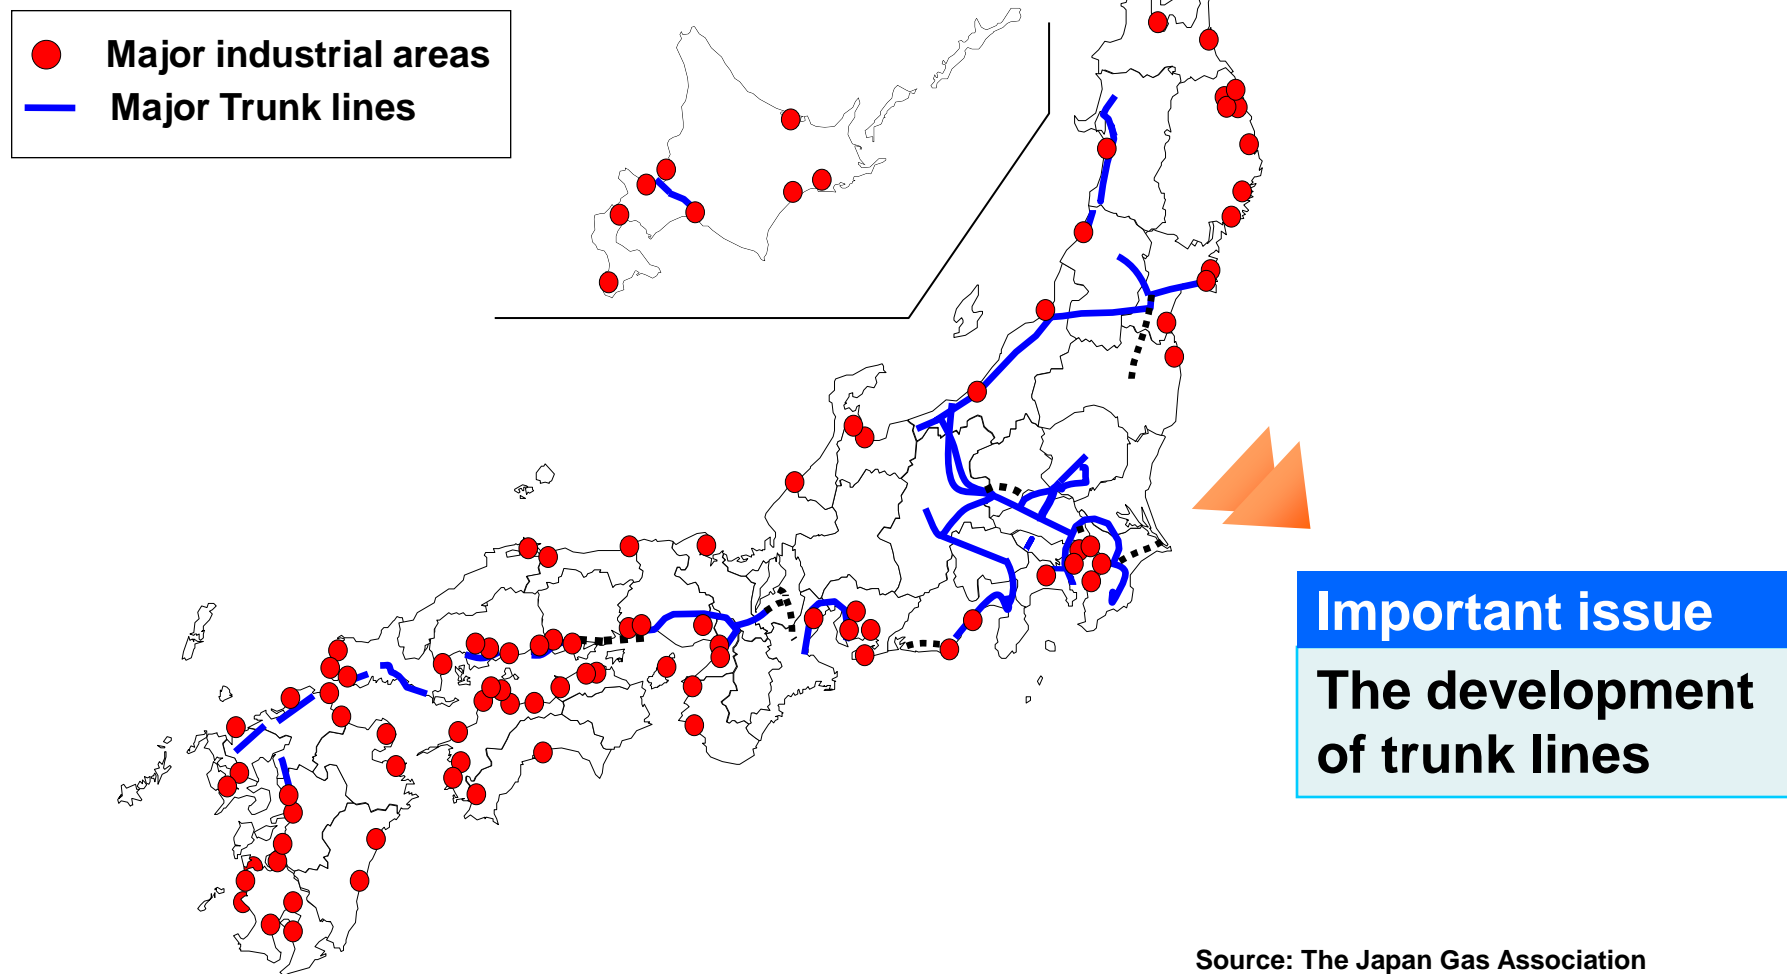 Major industrial areas
Major Trunk lines
Important issue
The development
of trunk lines
Source: The Japan Gas Association